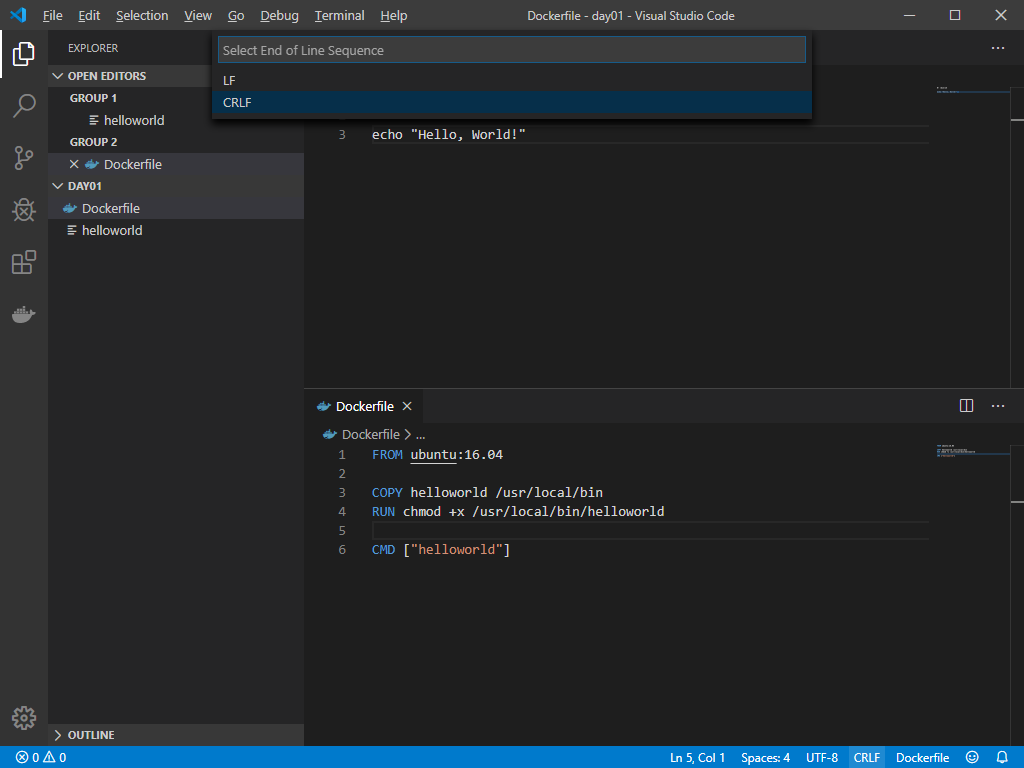 File Edit Selection View Go Debug Terminal Help Dockerfile - day01 - Visual Studio Code
EXPLORER
Select End of Line Sequence
LF
CRLF
OPEN EDITORS
GROUP 1
helloworld
GROUP 2
Dockerfile
DAY01
Dockerfile
helloworld
OUTLINE
3 echo "Hello, World!"
Dockerfile
Dockerfile > ...
1 FROM ubuntu:16.04
2
3 COPY helloworld /usr/local/bin
4 RUN chmod +x /usr/local/bin/helloworld
5
6 CMD ["helloworld"]
0 0 Ln 5, Col 1 Spaces: 4 UTF-8 CRLF Dockerfile